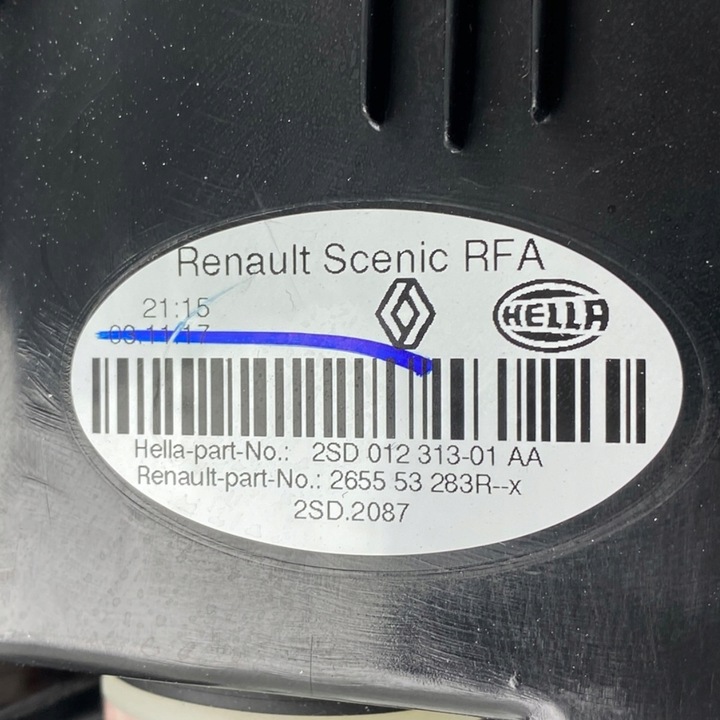 Renault Scenic RFA
21:15
HELLA
Hella-part-No.: 2SD 012 313-01 AA
Renault-part-No.: 2655 53 283R--x
2SD.2087